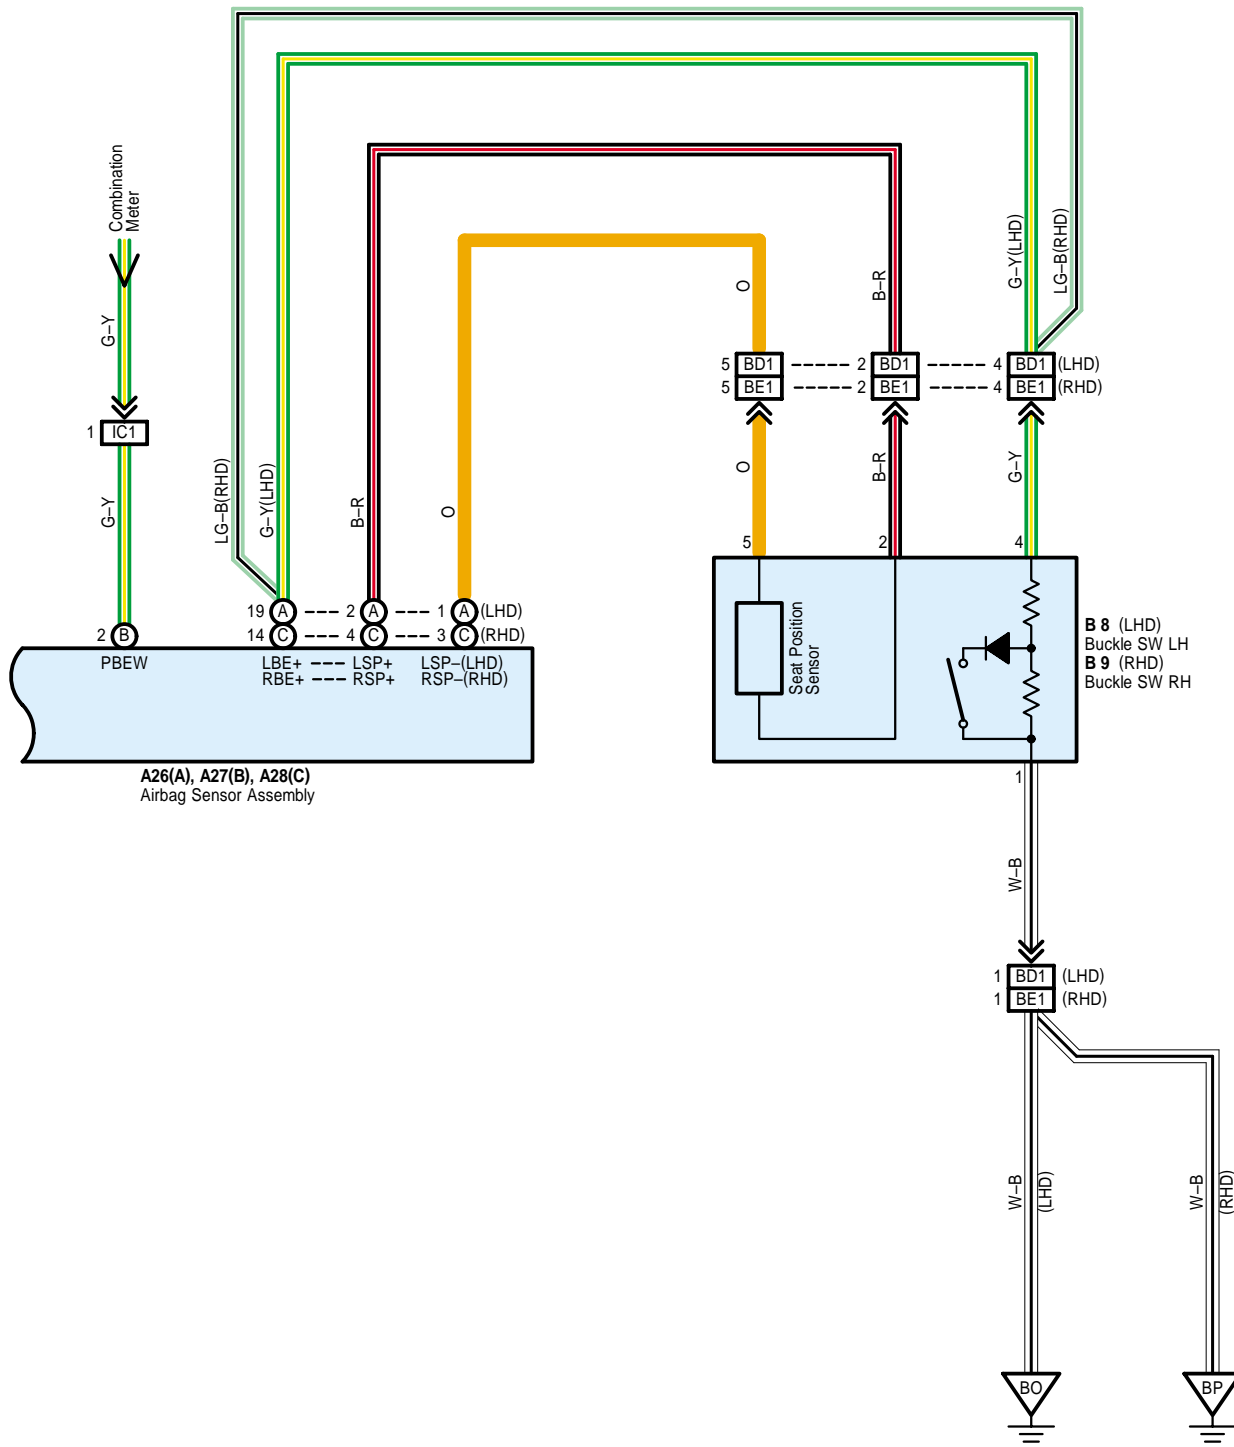 Combination
Meter
G–Y
1 IC1
G–Y
2 B
PBEW
LG–B(RHD)
G–Y(LHD)
B–R
O
19 A 2 A 1 A (LHD)
14 C 4 C 3 C (RHD)
LBE+ LSP+ LSP–(LHD)
RBE+ RSP+ RSP–(RHD)
A26(A), A27(B), A28(C)
Airbag Sensor Assembly
O
B–R
G–Y(LHD)
LG–B(RHD)
5 BD1 2 BD1 4 BD1 (LHD)
5 BE1 2 BE1 4 BE1 (RHD)
O
B–R
G–Y
5 2 4
Seat Position
Sensor
B 8 (LHD)
Buckle SW LH
B 9 (RHD)
Buckle SW RH
1
W–B
1 BD1 (LHD)
1 BE1 (RHD)
W–B
(LHD)
W–B
(RHD)
BO
BP